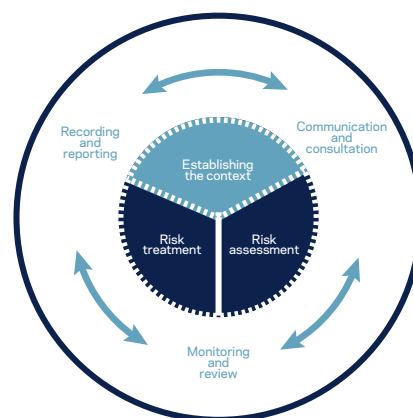 Recording
and
reporting
Communication
and
consultation
Establishing
the context
Risk
treatment
Risk
assessment
Monitoring
and
review